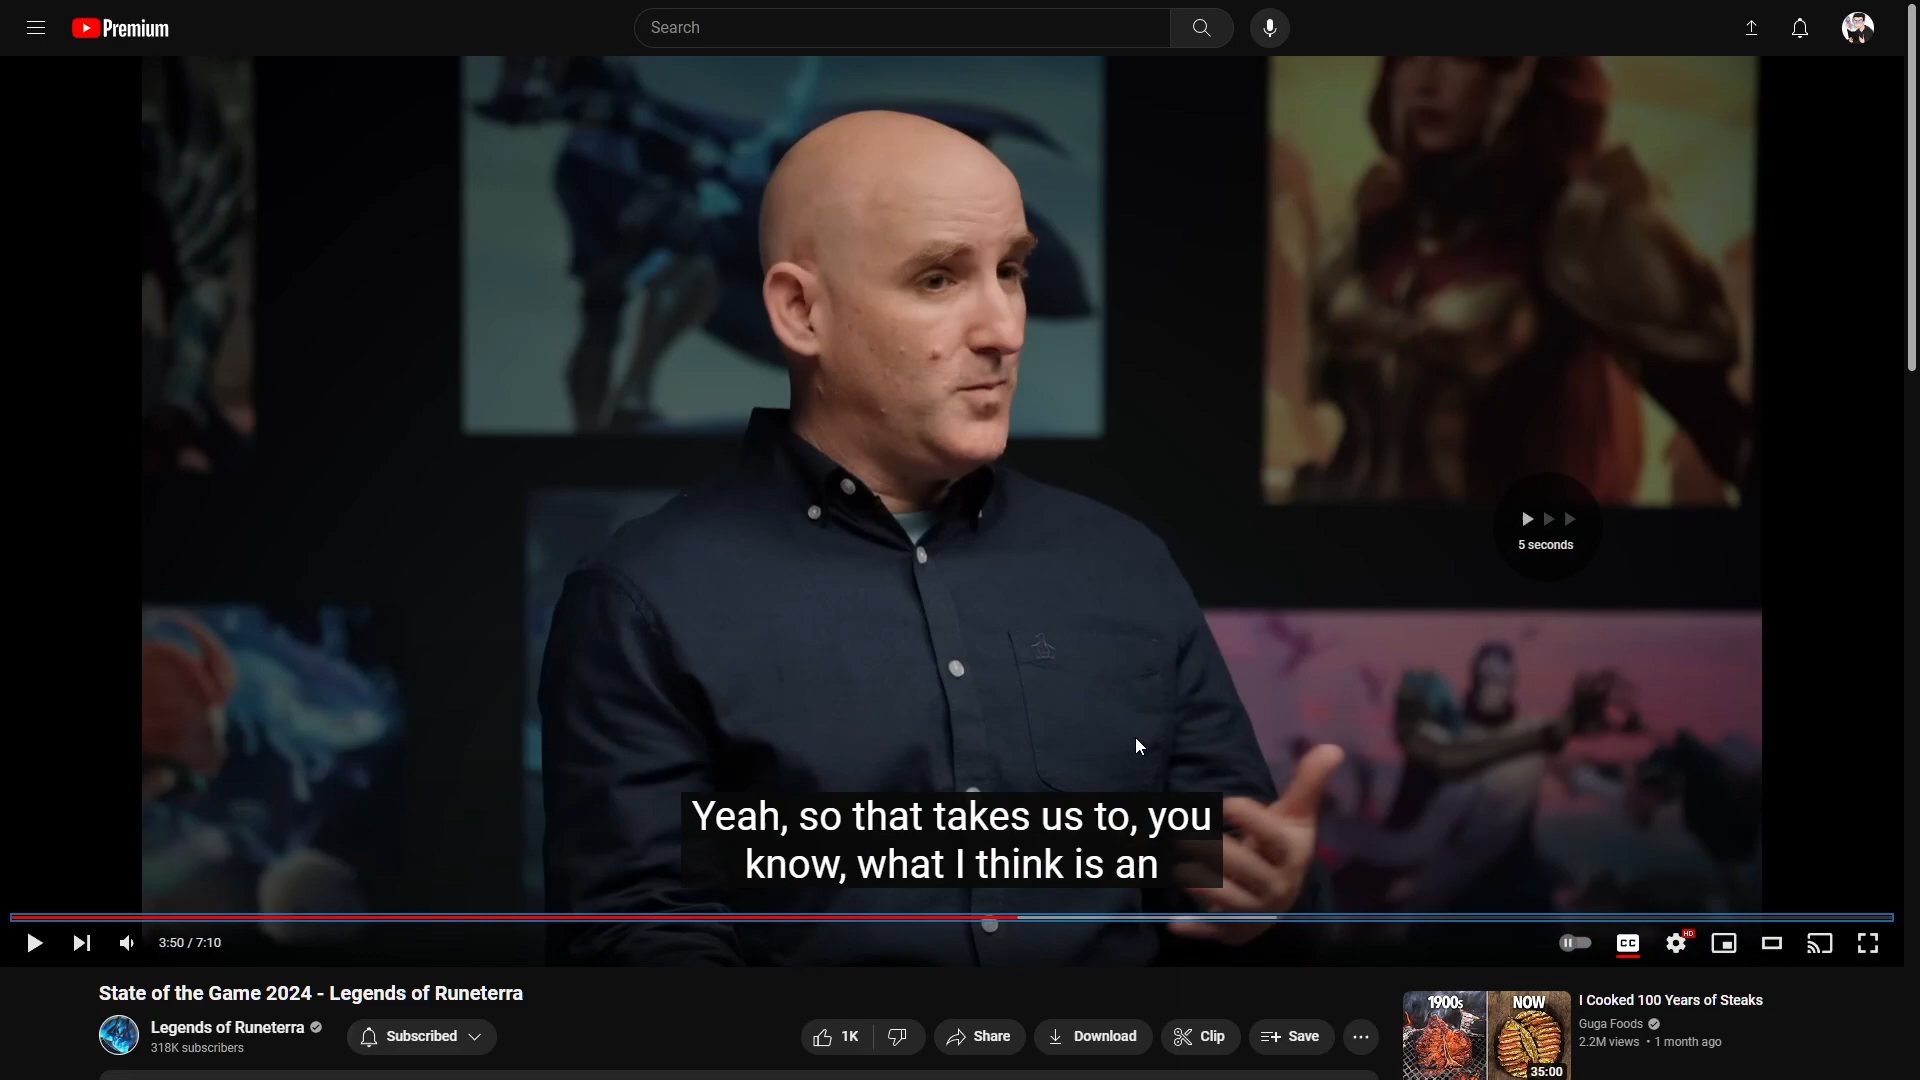 Premium
Search
5 seconds
Yeah, so that takes us to, you
know, what I think is an
3:50 / 7:10
CC
HD
State of the Game 2024 - Legends of Runeterra
Legends of Runeterra
318K subscribers
Subscribed
1K
Share
Download
Clip
Save
1900s
NOW
35:00
I Cooked 100 Years of Steaks
Guga Foods
2.2M views • 1 month ago